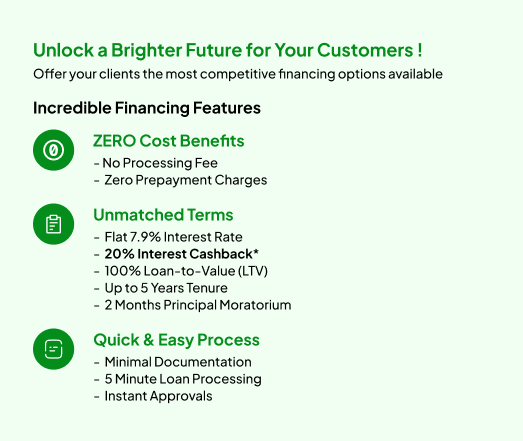 Unlock a Brighter Future for Your Customers !
Offer your clients the most competitive financing options available
Incredible Financing Features
ZERO Cost Benefits
- No Processing Fee
- Zero Prepayment Charges
Unmatched Terms
- Flat 7.9% Interest Rate
- 20% Interest Cashback*
- 100% Loan-to-Value (LTV)
- Up to 5 Years Tenure
- 2 Months Principal Moratorium
Quick & Easy Process
- Minimal Documentation
- 5 Minute Loan Processing
- Instant Approvals